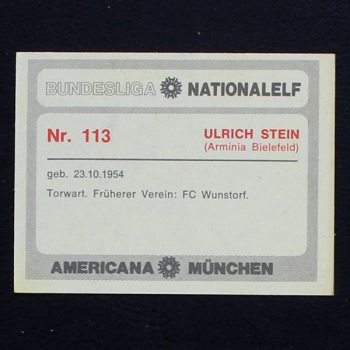 BUNDESLIGA NATIONALELF
Nr. 113 ULRICH STEIN
(Arminia Bielefeld)
geb. 23.10.1954
Torwart. Früherer Verein: FC Wunstorf.
AMERICANA MÜNCHEN